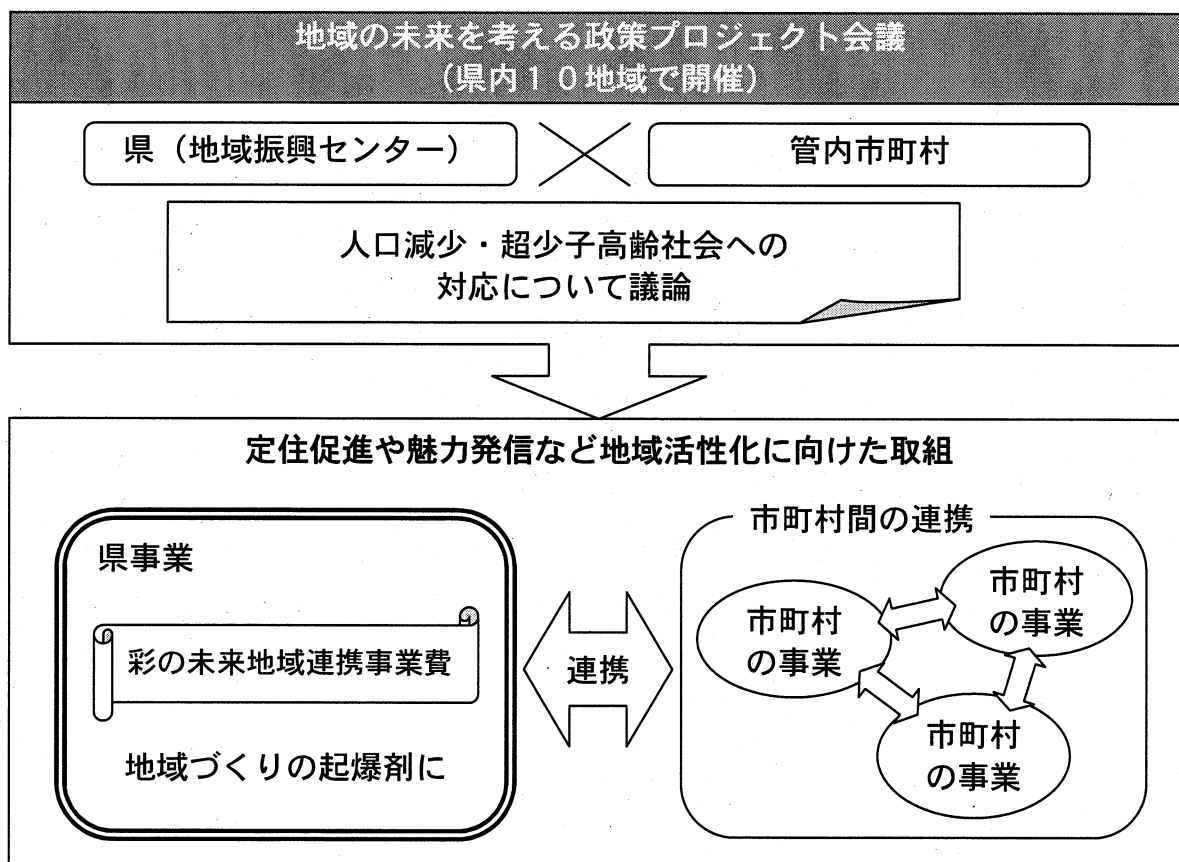 地域の未来を考える政策プロジェクト会議
（県内１０地域で開催）
県（地域振興センター）
管内市町村
人口減少・超少子高齢社会への
対応について議論
定住促進や魅力発信など地域活性化に向けた取組
県事業
彩の未来地域連携事業費
地域づくりの起爆剤に
連携
市町村間の連携
市町村
の事業
市町村
の事業
市町村
の事業